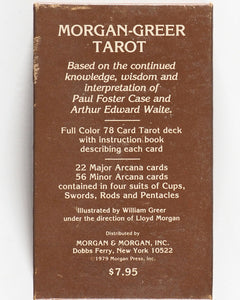 MORGAN-GREER
TAROT
Based on the continued
knowledge, wisdom and
interpretation of
Paul Foster Case and
Arthur Edward Waite.
Full Color 78 Card Tarot deck
with instruction book
describing each card
22 Major Arcana cards
56 Minor Arcana cards
contained in four suits of Cups,
Swords, Rods and Pentacles
Illustrated by William Greer
under the direction of Lloyd Morgan
Distributed by
MORGAN & MORGAN, INC.
Dobbs Ferry, New York 10522
©1979 Morgan Press, Inc.
$7.95